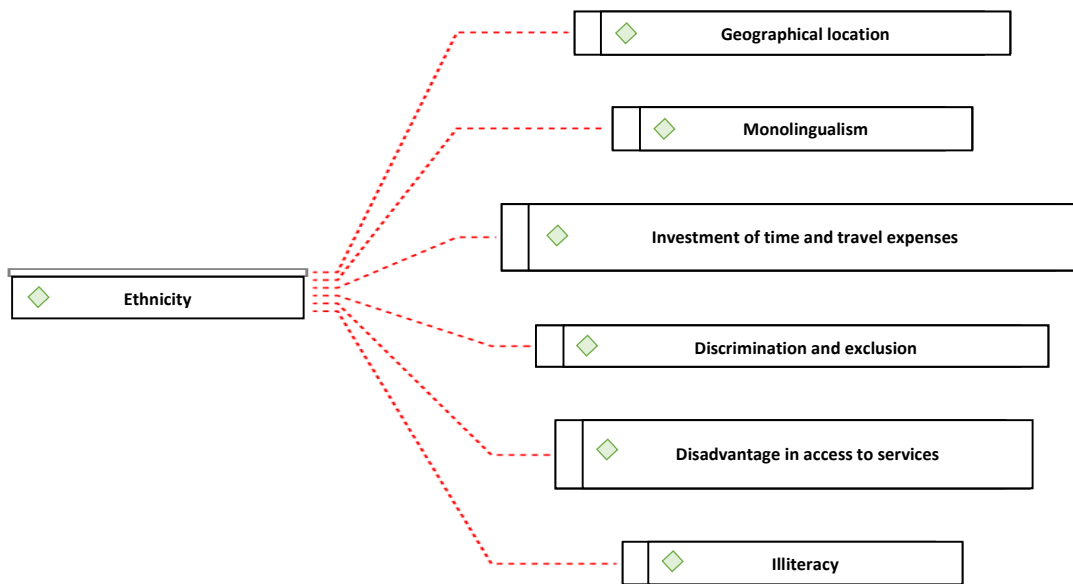 Geographical location
Monolingualism
Investment of time and travel expenses
Ethnicity
Discrimination and exclusion
Disadvantage in access to services
Illiteracy